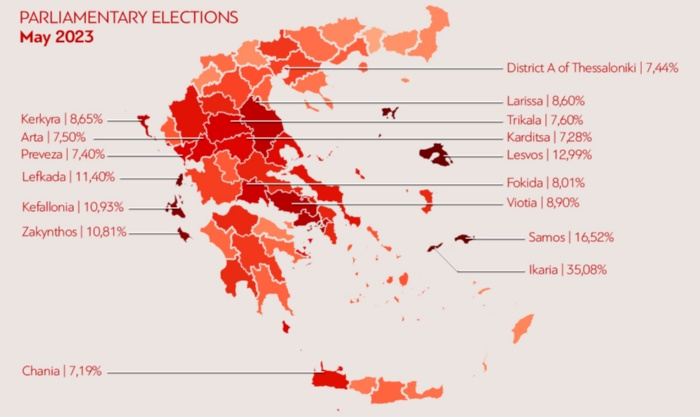 PARLIAMENTARY ELECTIONS
May 2023
District A of Thessaloniki | 7,44%
Larissa | 8,60%
Kerkyra | 8,65%
Trikala | 7,60%
Arta | 7,50%
Karditsa | 7,28%
Preveza | 7,40%
Lesvos | 12,99%
Lefkada | 11,40%
Fokida | 8,01%
Viotia | 8,90%
Kefallonia | 10,93%
Zakynthos | 10,81%
Samos | 16,52%
Ikaria | 35,08%
Chania | 7,19%